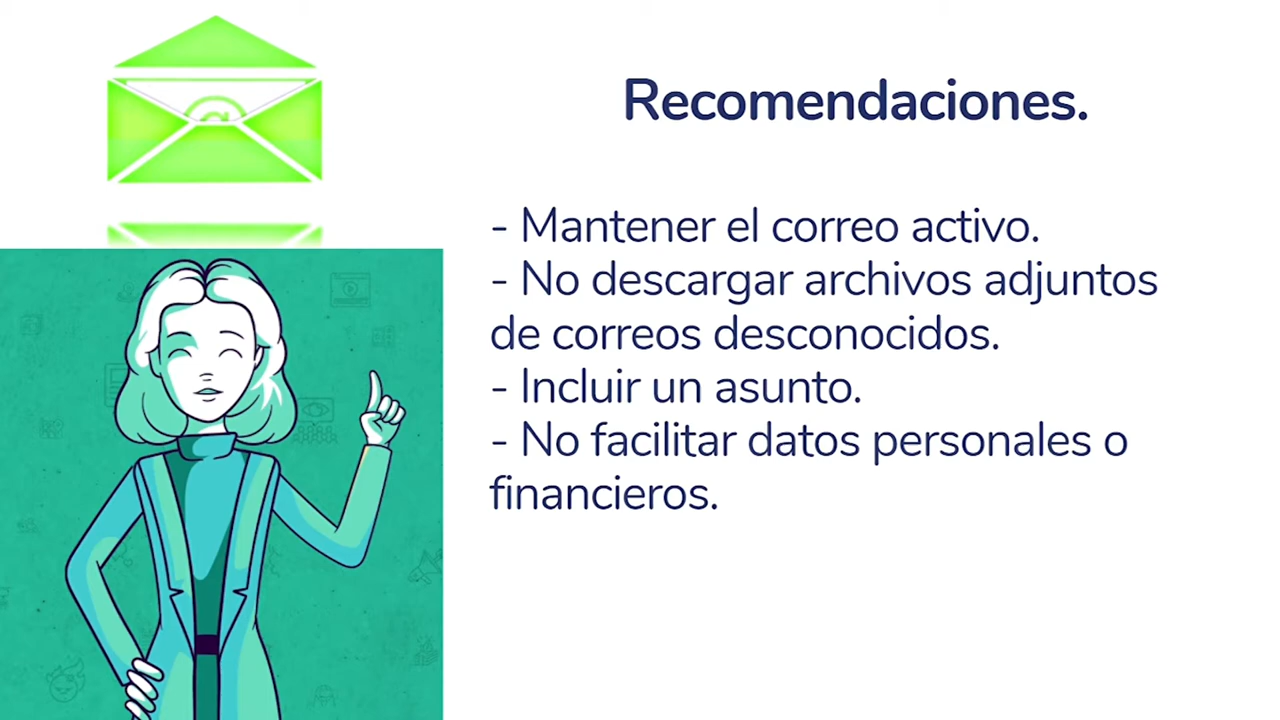 Recomendaciones.
- Mantener el correo activo.
- No descargar archivos adjuntos
de correos desconocidos.
- Incluir un asunto.
- No facilitar datos personales o
financieros.